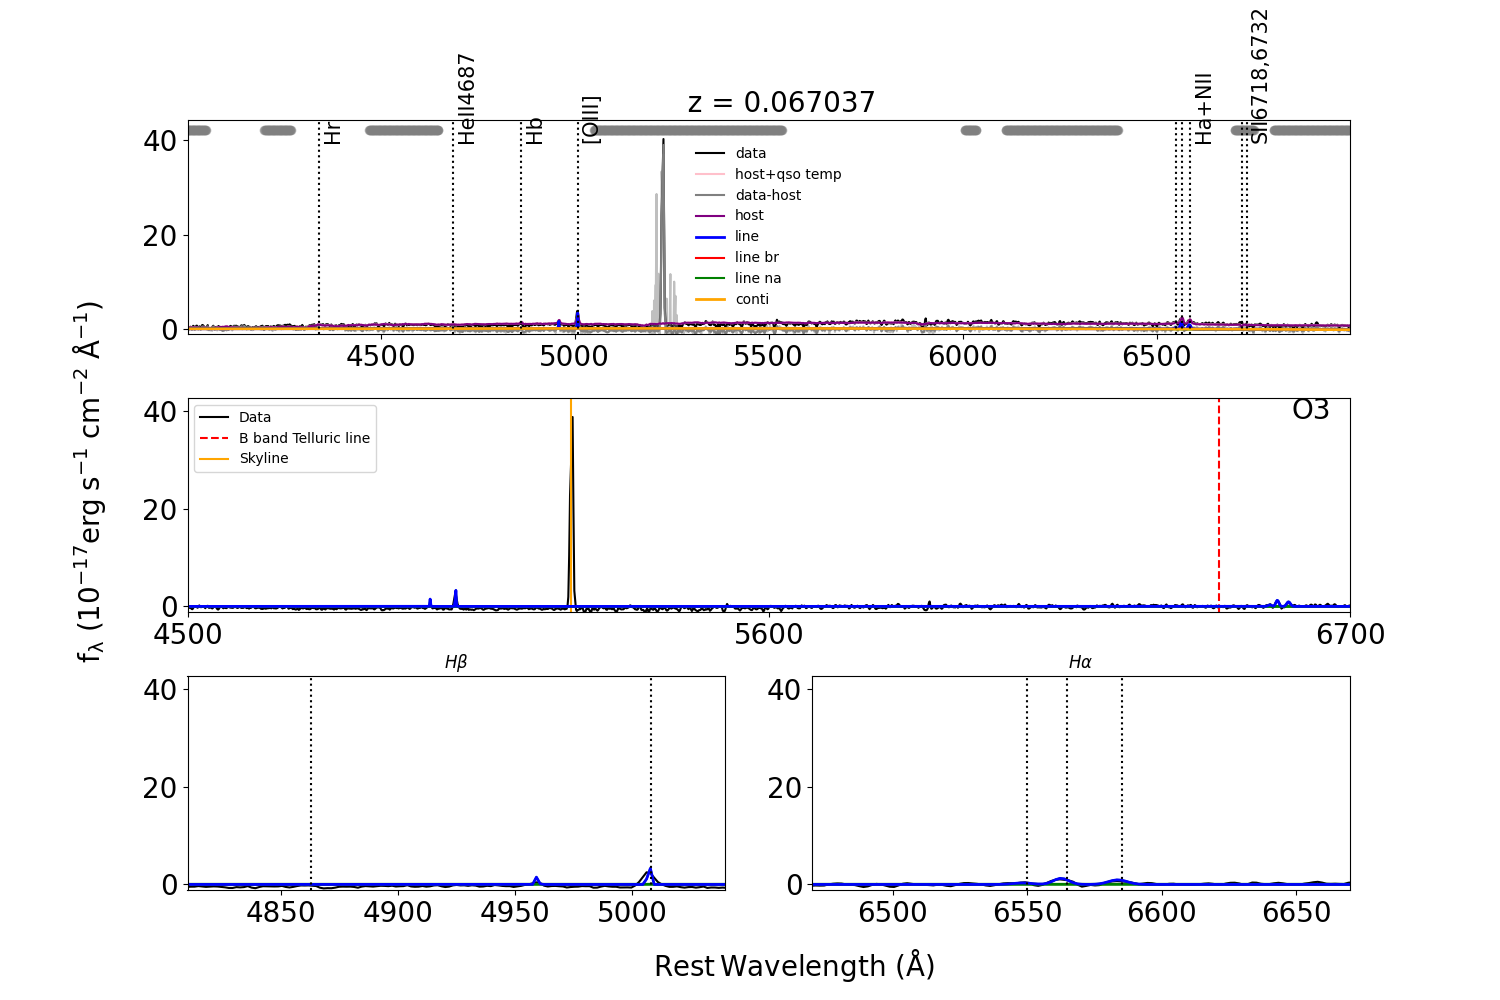 z = 0.067037
Hr
HeII4687
Hb
[OIII]
Ha+NII
SII6718,6732
40
20
0
data
host+qso temp
data-host
host
line
line br
line na
conti
4500 5000 5500 6000 6500
fλ (10⁻¹⁷erg s⁻¹ cm⁻² Å⁻¹)
O3
40
20
0
Data
B band Telluric line
Skyline
4500 5600 6700
Hβ
40
20
0
4850 4900 4950 5000
Hα
40
20
0
6500 6550 6600 6650
Rest Wavelength (Å)